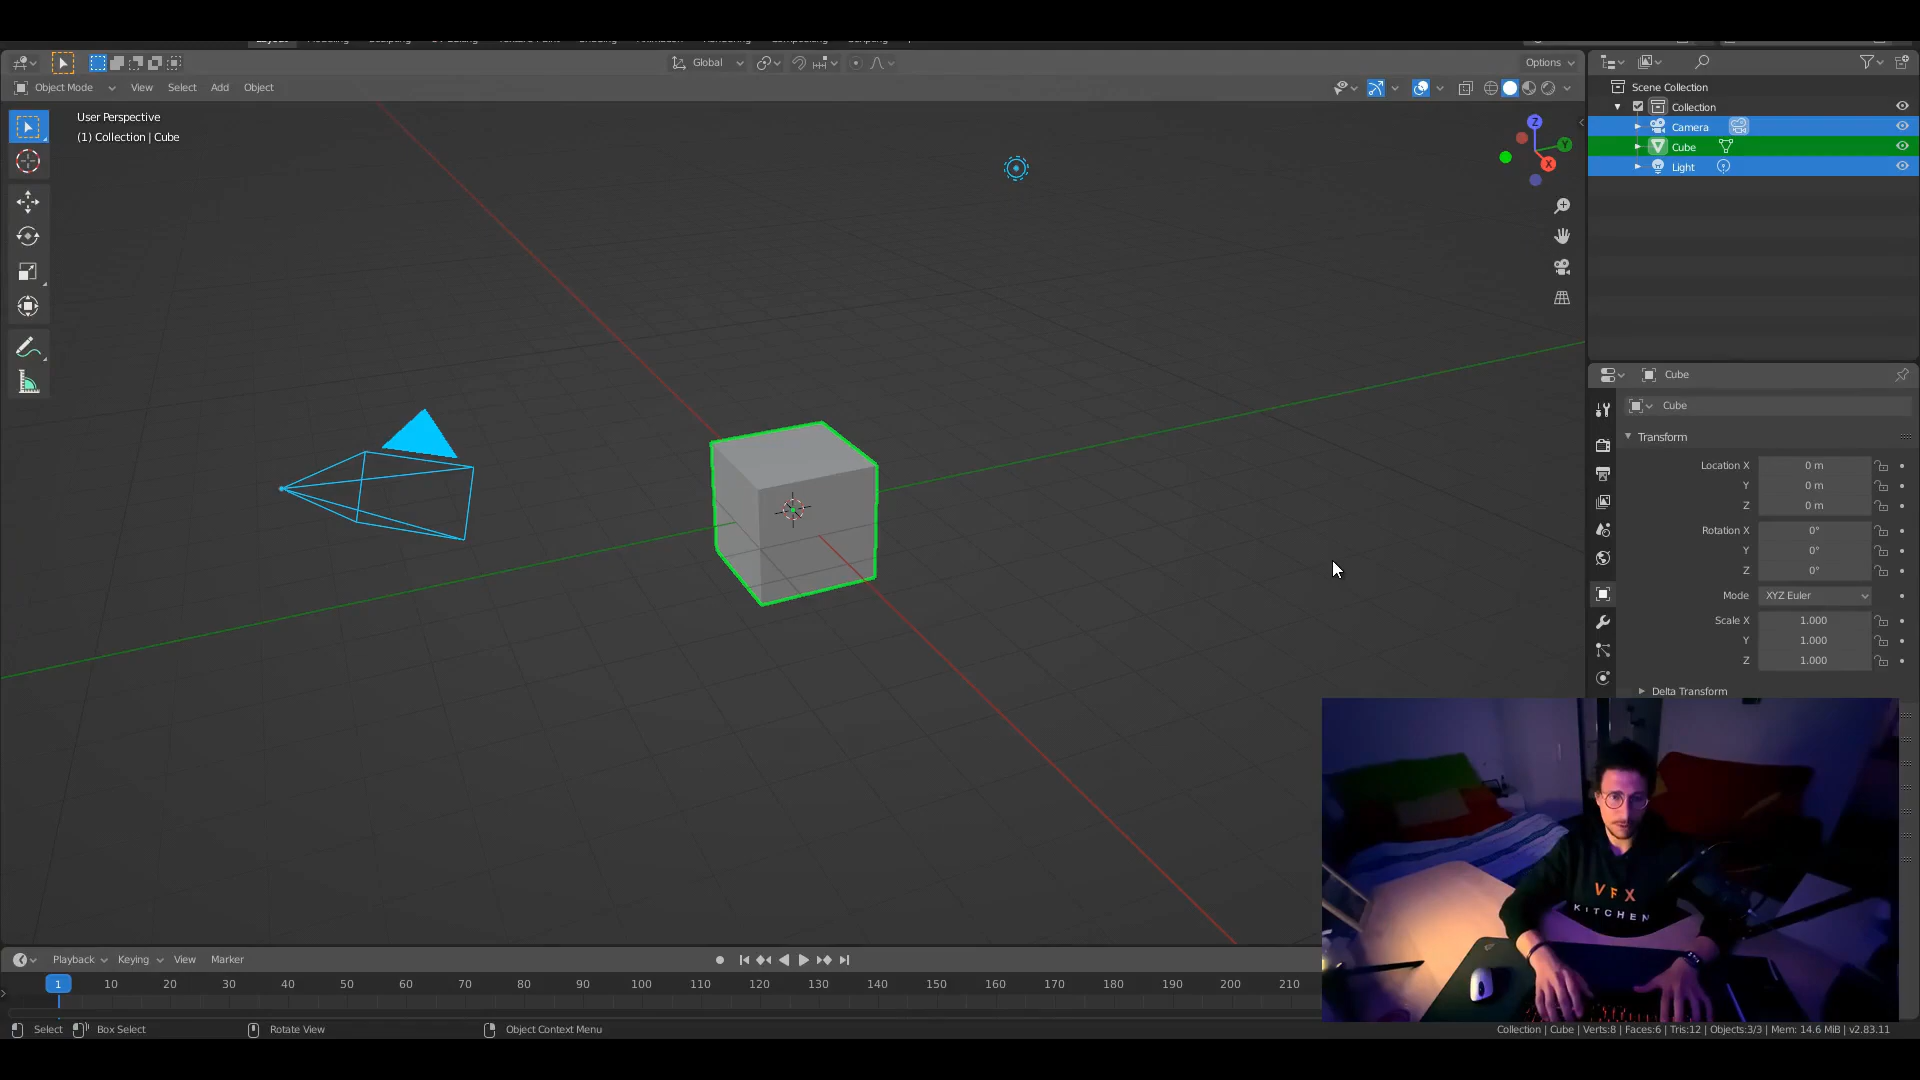 Global
Options
Object Mode
View
Select
Add
Object
User Perspective
(1) Collection | Cube
Z
Y
X
Scene Collection
Collection
Camera
Cube
Light
Cube
Cube
Transform
Location X
0 m
Y
0 m
Z
0 m
Rotation X
0°
Y
0°
Z
0°
Mode
XYZ Euler
Scale X
1.000
Y
1.000
Z
1.000
Delta Transform
VFX
KITCHEN
Playback
Keying
View
Marker
1
10
20
30
40
50
60
70
80
90
100
110
120
130
140
150
160
170
180
190
200
210
Select
Box Select
Rotate View
Object Context Menu
Collection | Cube | Verts:8 | Faces:6 | Tris:12 | Objects:3/3 | Mem: 14.6 MiB | v2.83.11